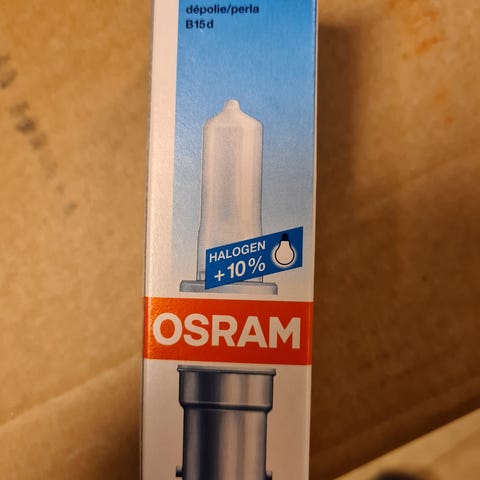 dépolie/perla
B15d
HALOGEN
+10%
OSRAM